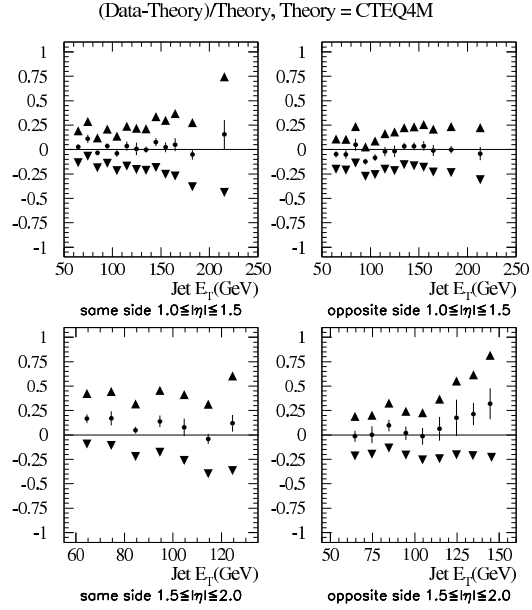 (Data-Theory)/Theory, Theory = CTEQ4M
1
0.75
0.5
0.25
0
-0.25
-0.5
-0.75
-1
50 100 150 200 250
Jet E_T(GeV)
same side 1.0≤|η|≤1.5
1
0.75
0.5
0.25
0
-0.25
-0.5
-0.75
-1
50 100 150 200 250
Jet E_T(GeV)
opposite side 1.0≤|η|≤1.5
1
0.75
0.5
0.25
0
-0.25
-0.5
-0.75
-1
60 80 100 120
Jet E_T(GeV)
same side 1.5≤|η|≤2.0
1
0.75
0.5
0.25
0
-0.25
-0.5
-0.75
-1
50 75 100 125 150
Jet E_T(GeV)
opposite side 1.5≤|η|≤2.0